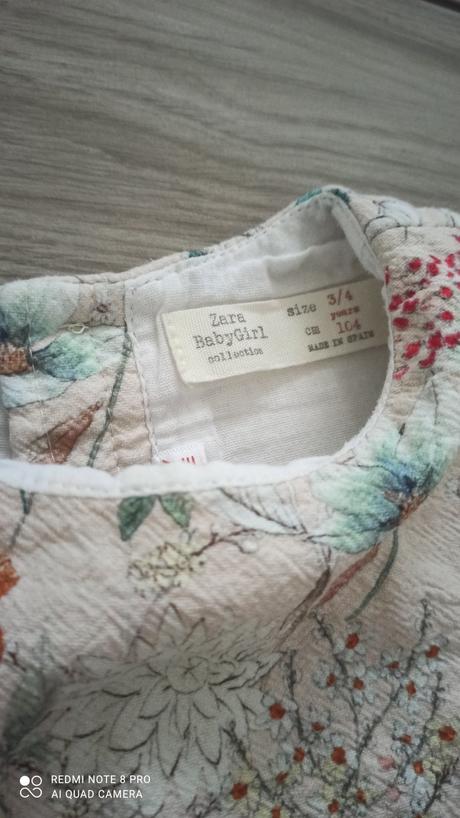 Zara
BabyGirl
collection
size 3/4
years
cm 104
MADE IN SPAIN
REDMI NOTE 8 PRO
AI QUAD CAMERA